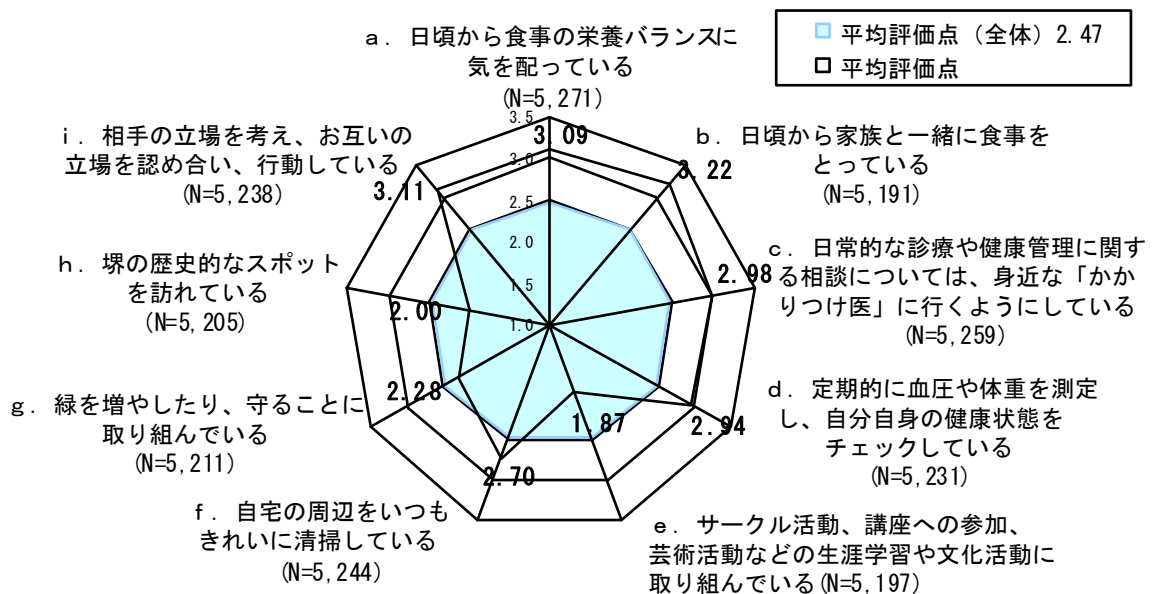 平均評価点（全体）2.47
平均評価点
a. 日頃から食事の栄養バランスに
気を配っている
(N=5,271)
3.09
b. 日頃から家族と一緒に食事を
とっている
(N=5,191)
3.22
c. 日常的な診療や健康管理に関す
る相談については、身近な「かか
りつけ医」に行くようにしている
(N=5,259)
2.98
d. 定期的に血圧や体重を測定
し、自分自身の健康状態を
チェックしている
(N=5,231)
2.94
e. サークル活動、講座への参加、
芸術活動などの生涯学習や文化活動に
取り組んでいる(N=5,197)
1.87
f. 自宅の周辺をいつも
きれいに清掃している
(N=5,244)
2.70
g. 緑を増やしたり、守ることに
取り組んでいる
(N=5,211)
2.28
h. 堺の歴史的なスポット
を訪れている
(N=5,205)
2.00
i. 相手の立場を考え、お互いの
立場を認め合い、行動している
(N=5,238)
3.11
3.5
3.0
2.5
2.0
1.5
1.0